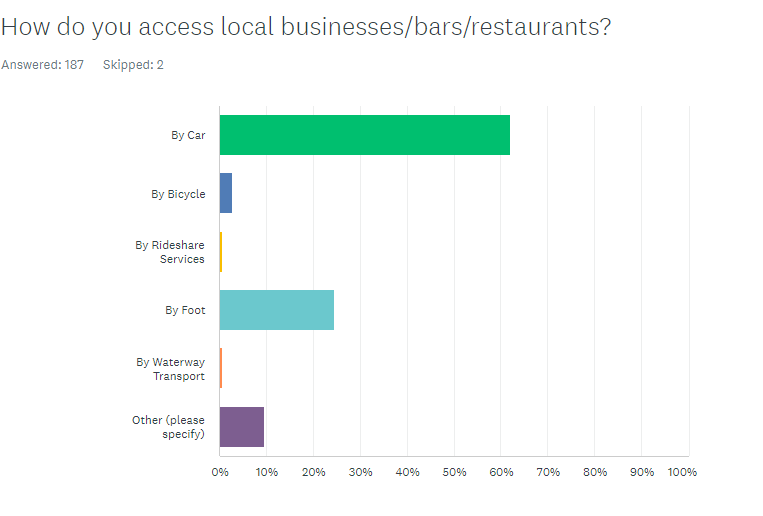 How do you access local businesses/bars/restaurants?
Answered: 187 Skipped: 2
By Car
By Bicycle
By Rideshare
Services
By Foot
By Waterway
Transport
Other (please
specify)
0% 10% 20% 30% 40% 50% 60% 70% 80% 90% 100%